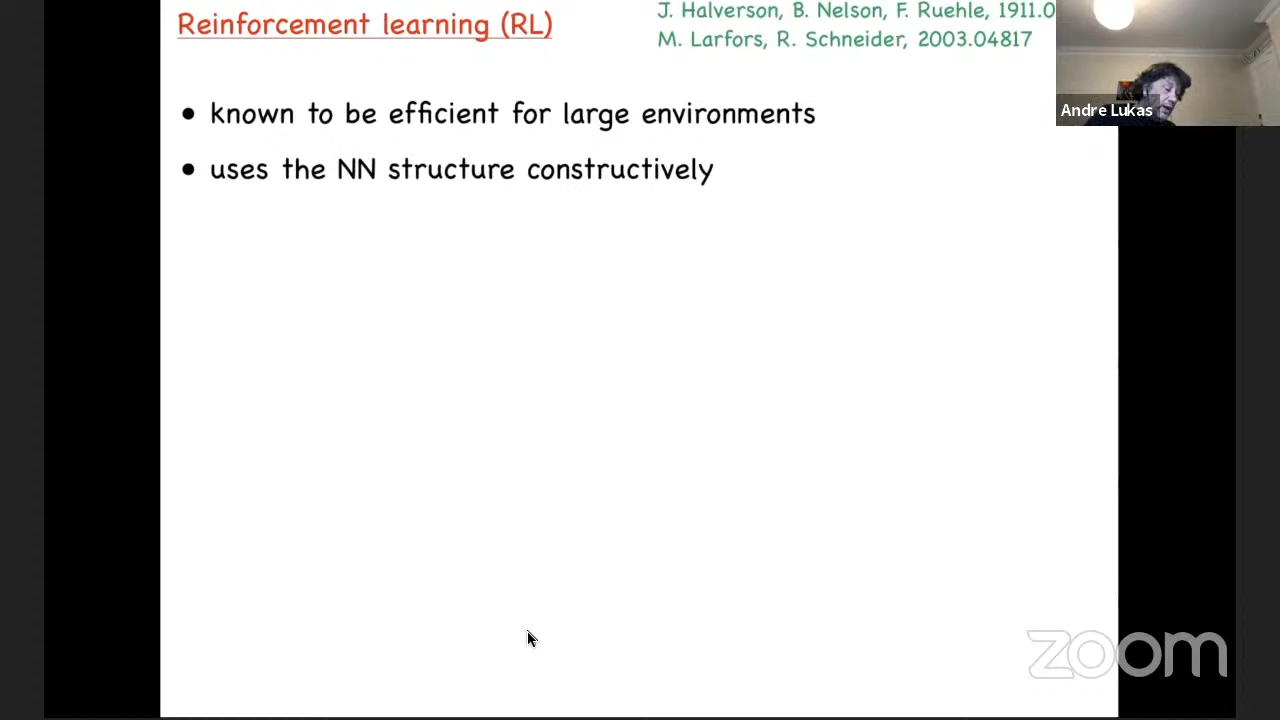 Reinforcement learning (RL)
J. Halverson, B. Nelson, F. Ruehle, 1911.0
M. Larfors, R. Schneider, 2003.04817
Andre Lukas
• known to be efficient for large environments
• uses the NN structure constructively
zoom